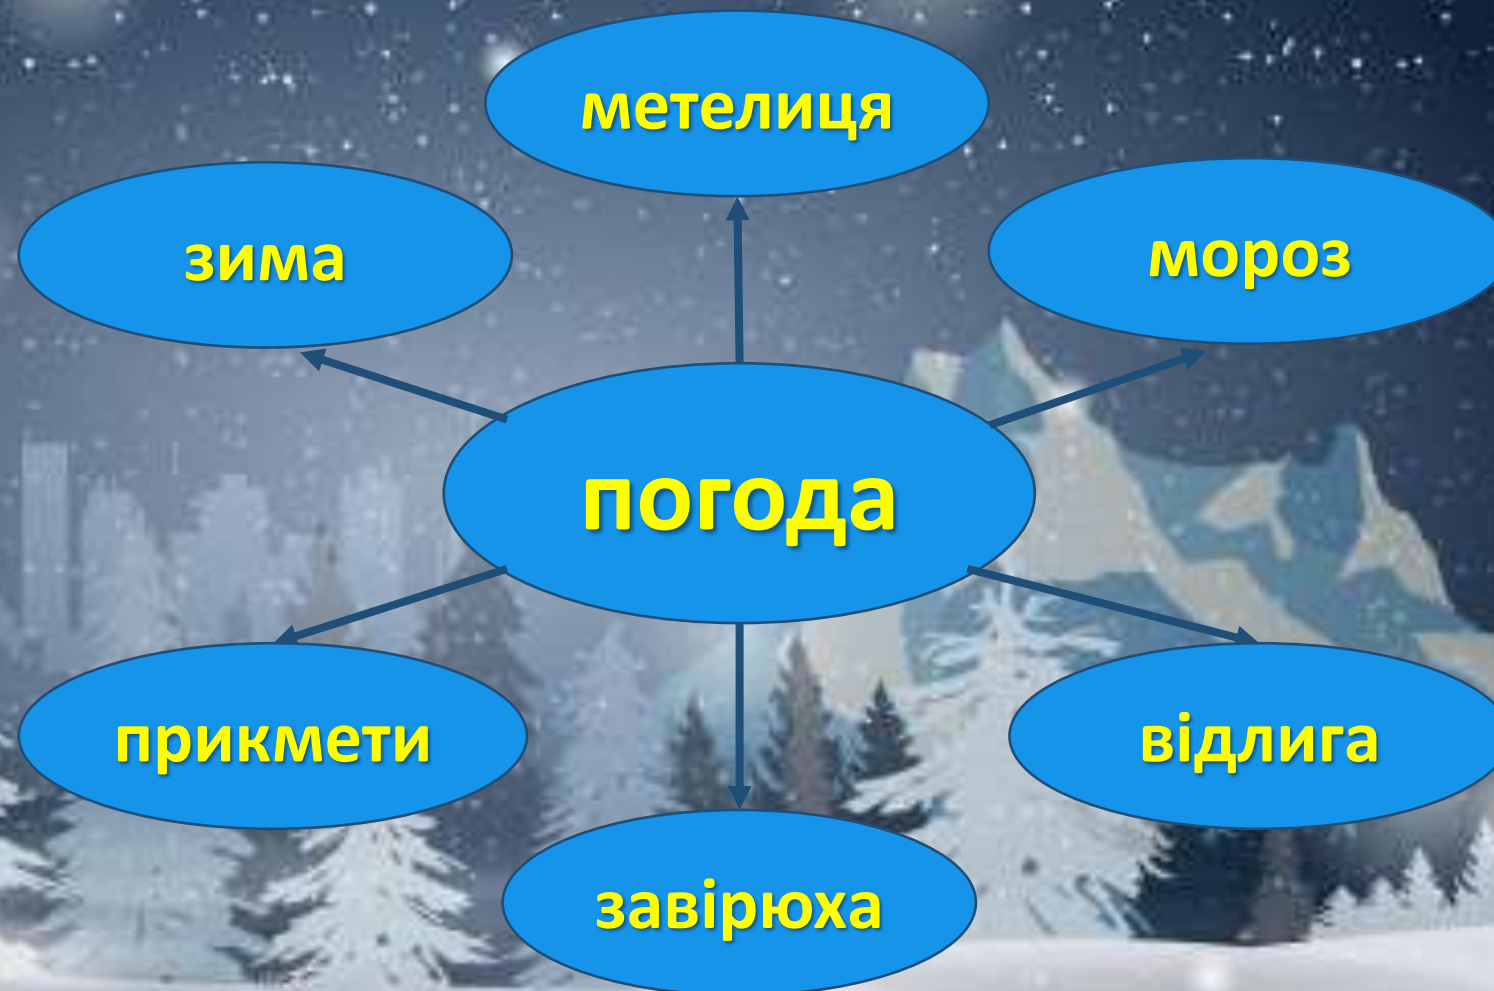 метелиця
зима
мороз
погода
прикмети
відлига
завірюха